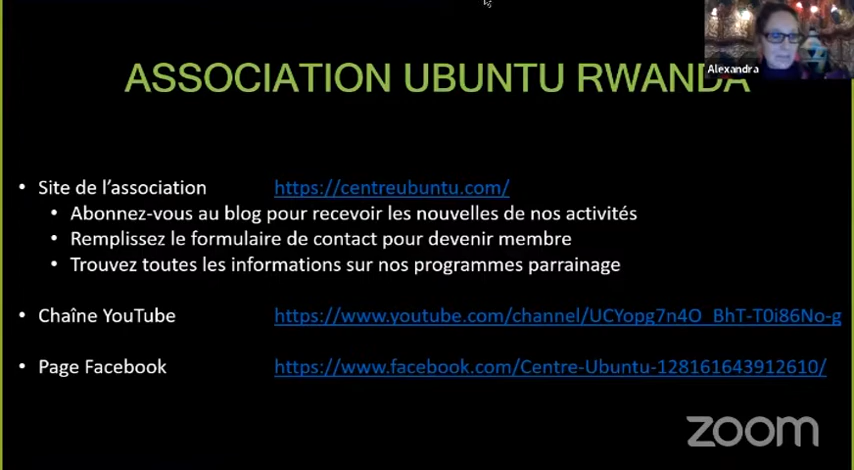 Alexandra
ASSOCIATION UBUNTU RWANDA
• Site de l'association https://centreubuntu.com/
• Abonnez-vous au blog pour recevoir les nouvelles de nos activités
• Remplissez le formulaire de contact pour devenir membre
• Trouvez toutes les informations sur nos programmes parrainage
• Chaîne YouTube https://www.youtube.com/channel/UCYopg7n4O_BhT-T0i86No-g
• Page Facebook https://www.facebook.com/Centre-Ubuntu-128161643912610/
zoom